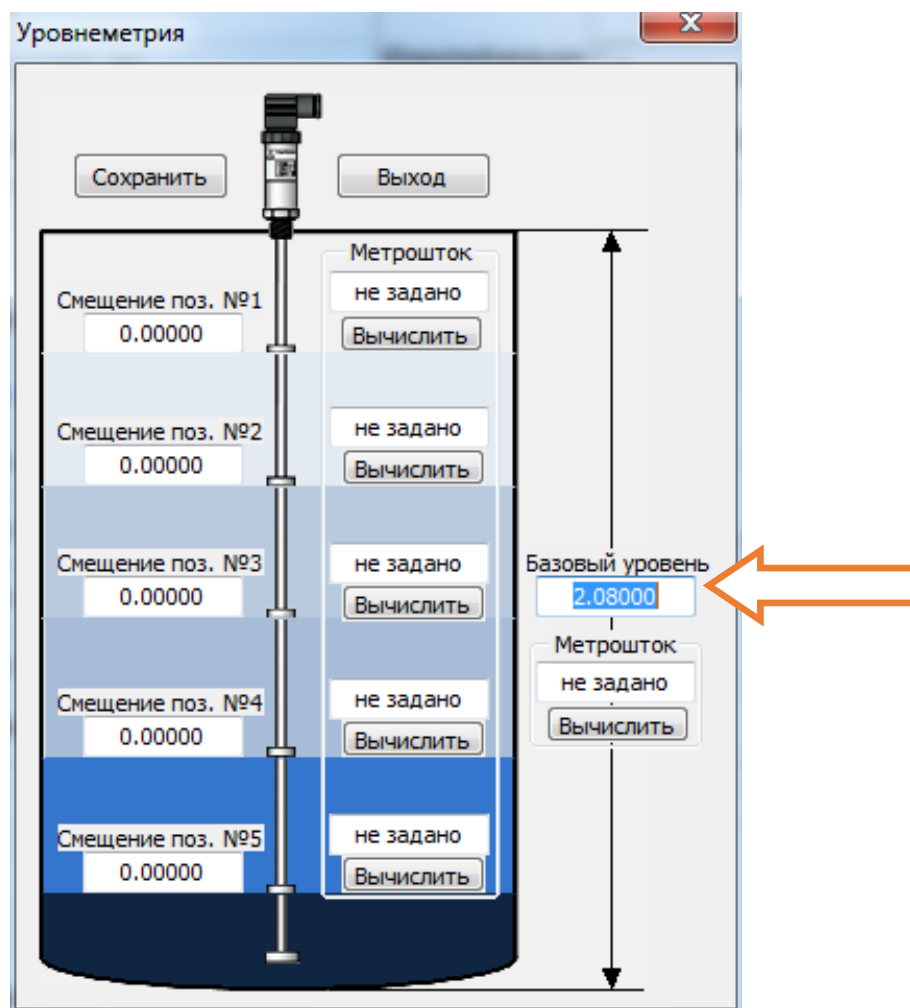 Уровнеметрия
Сохранить
Выход
Метрошток
Смещение поз. №1
не задано
0.00000
Вычислить
Смещение поз. №2
не задано
0.00000
Вычислить
Смещение поз. №3
не задано
0.00000
Вычислить
Базовый уровень
2.08000
Метрошток
не задано
Вычислить
Смещение поз. №4
не задано
0.00000
Вычислить
Смещение поз. №5
не задано
0.00000
Вычислить